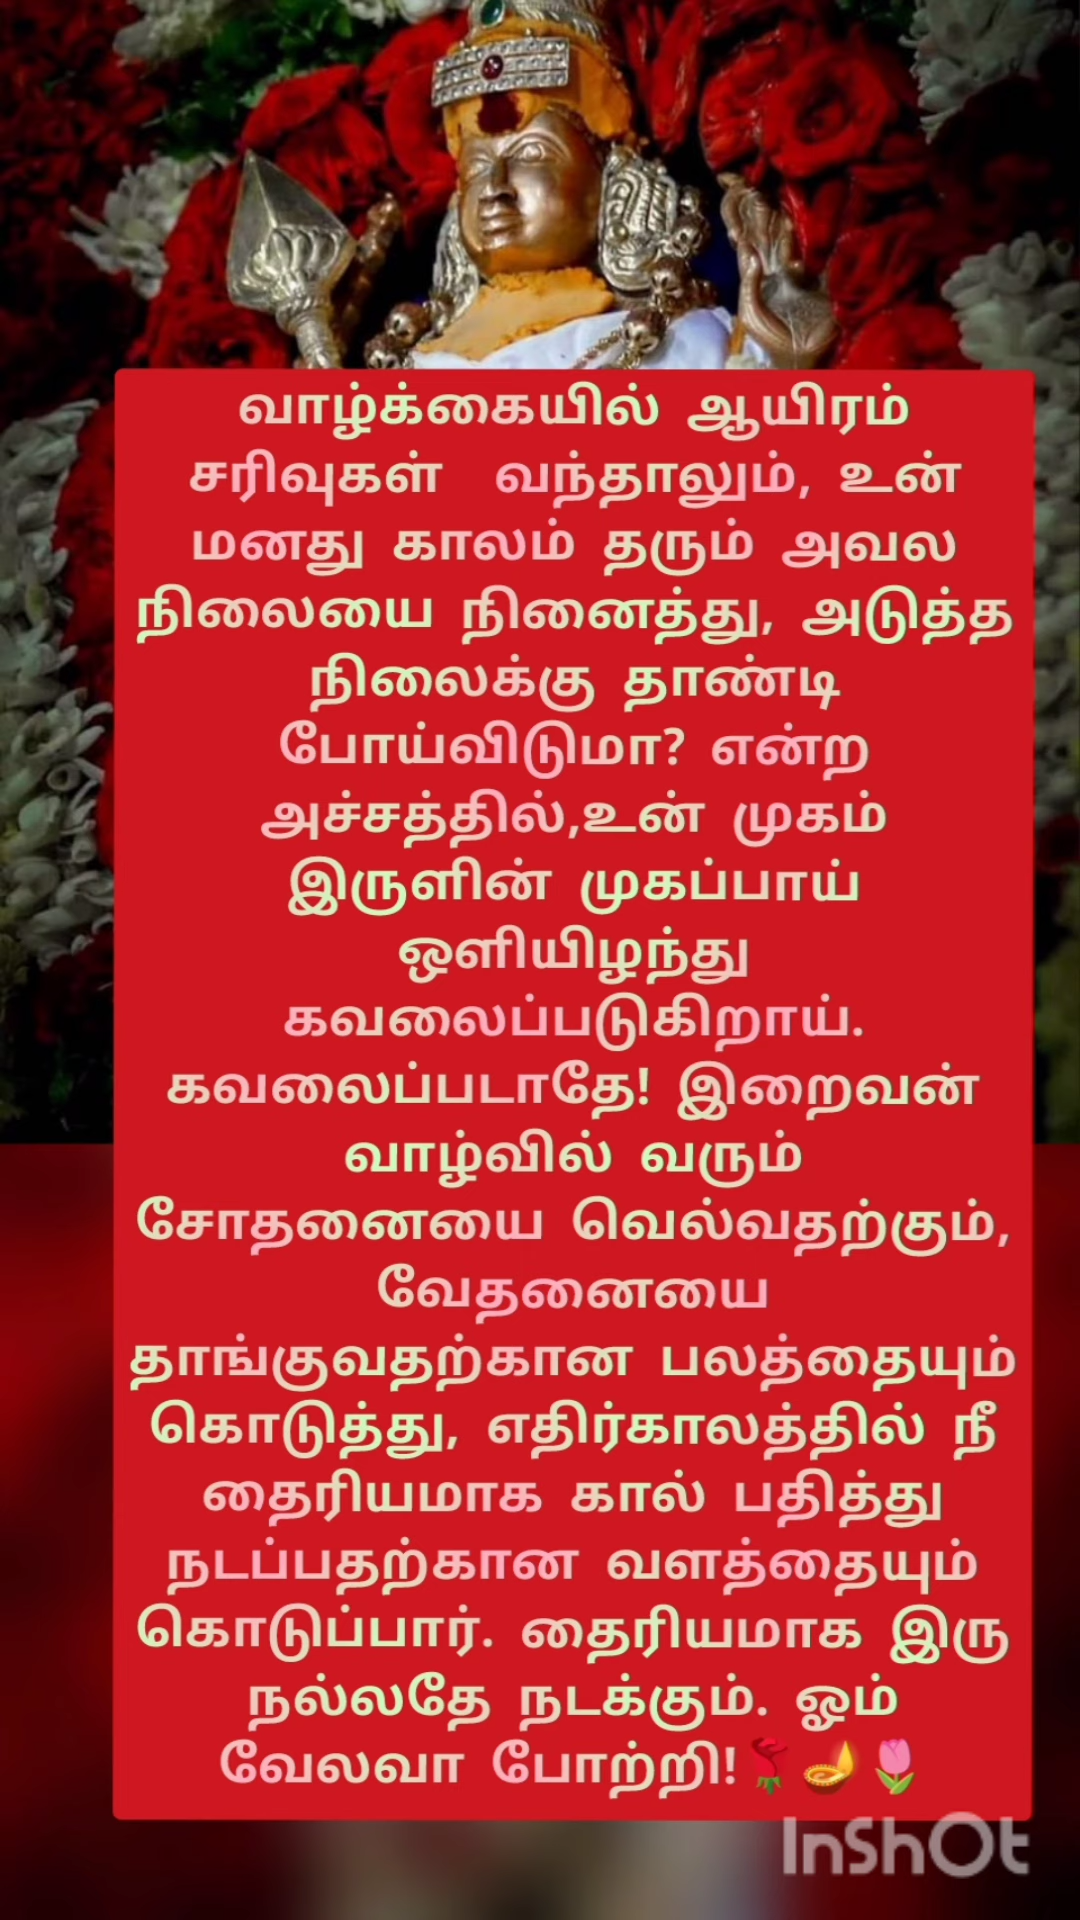 வாழ்க்கையில் ஆயிரம்
சரிவுகள் வந்தாலும், உன்
மனது காலம் தரும் அவல
நிலையை நினைத்து, அடுத்த
நிலைக்கு தாண்டி
போய்விடுமா? என்ற
அச்சத்தில்,உன் முகம்
இருளின் முகப்பாய்
ஒளியிழந்து
கவலைப்படுகிறாய்.
கவலைப்படாதே! இறைவன்
வாழ்வில் வரும்
சோதனையை வெல்வதற்கும்,
வேதனையை
தாங்குவதற்கான பலத்தையும்
கொடுத்து, எதிர்காலத்தில் நீ
தைரியமாக கால் பதித்து
நடப்பதற்கான வளத்தையும்
கொடுப்பார். தைரியமாக இரு
நல்லதே நடக்கும். ஓம்
வேலவா போற்றி!🌹🪔🌷
InShOt